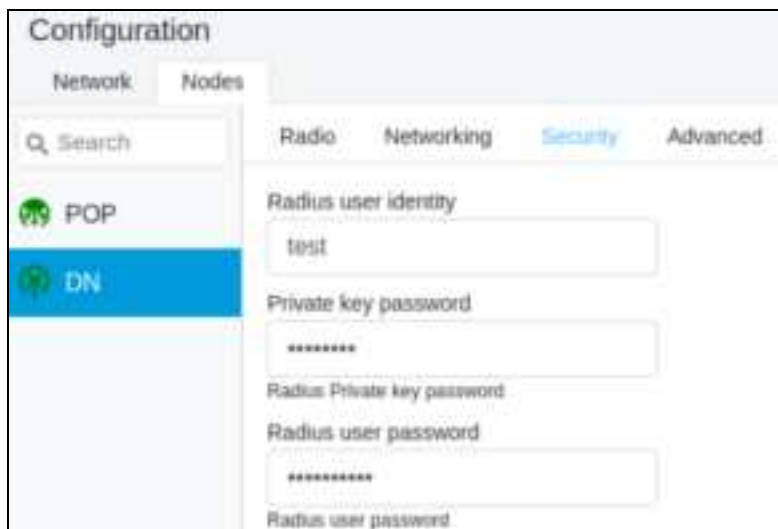 Configuration
Network Nodes
Search
Radio Networking Security Advanced
POP
DN
Radius user identity
test
Private key password
••••••••
Radius Private key password
Radius user password
••••••••••
Radius user password